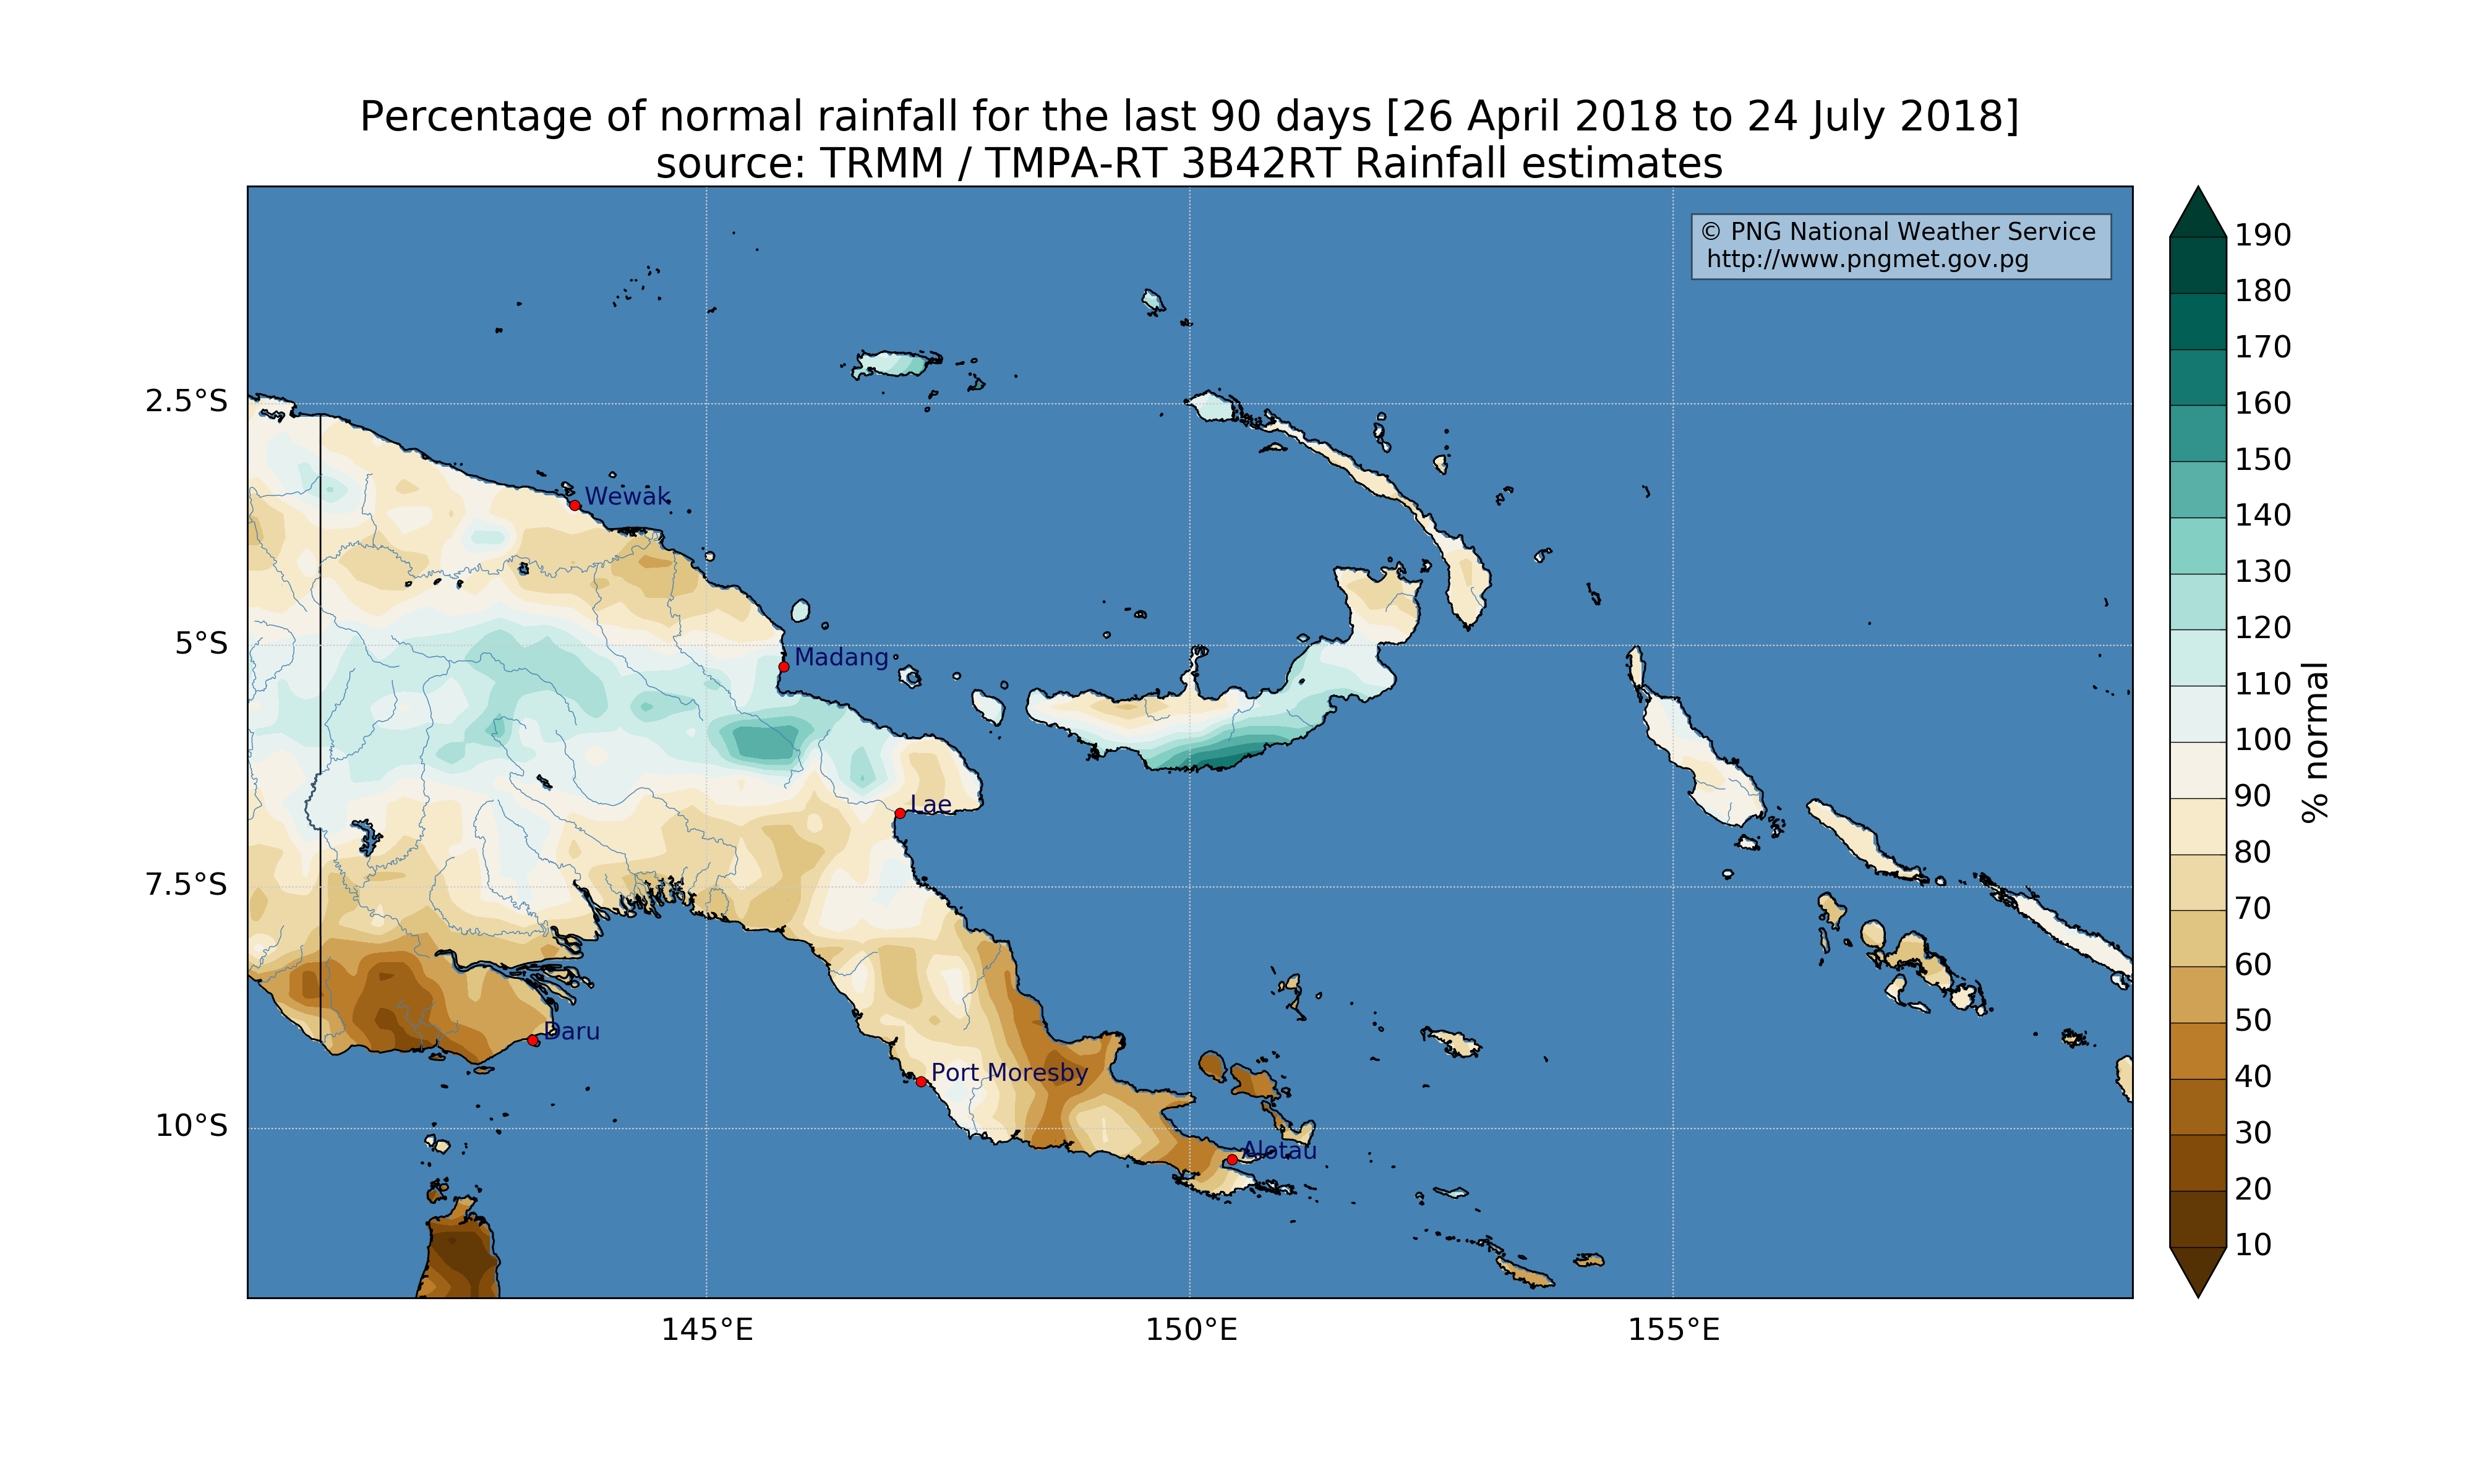 Percentage of normal rainfall for the last 90 days [26 April 2018 to 24 July 2018]
source: TRMM / TMPA-RT 3B42RT Rainfall estimates
© PNG National Weather Service
http://www.pngmet.gov.pg
2.5°S
5°S
7.5°S
10°S
Wewak
Madang
Lae
Daru
Port Moresby
Alotau
145°E
150°E
155°E
190
180
170
160
150
140
130
120
110
100
90
80
70
60
50
40
30
20
10
% normal